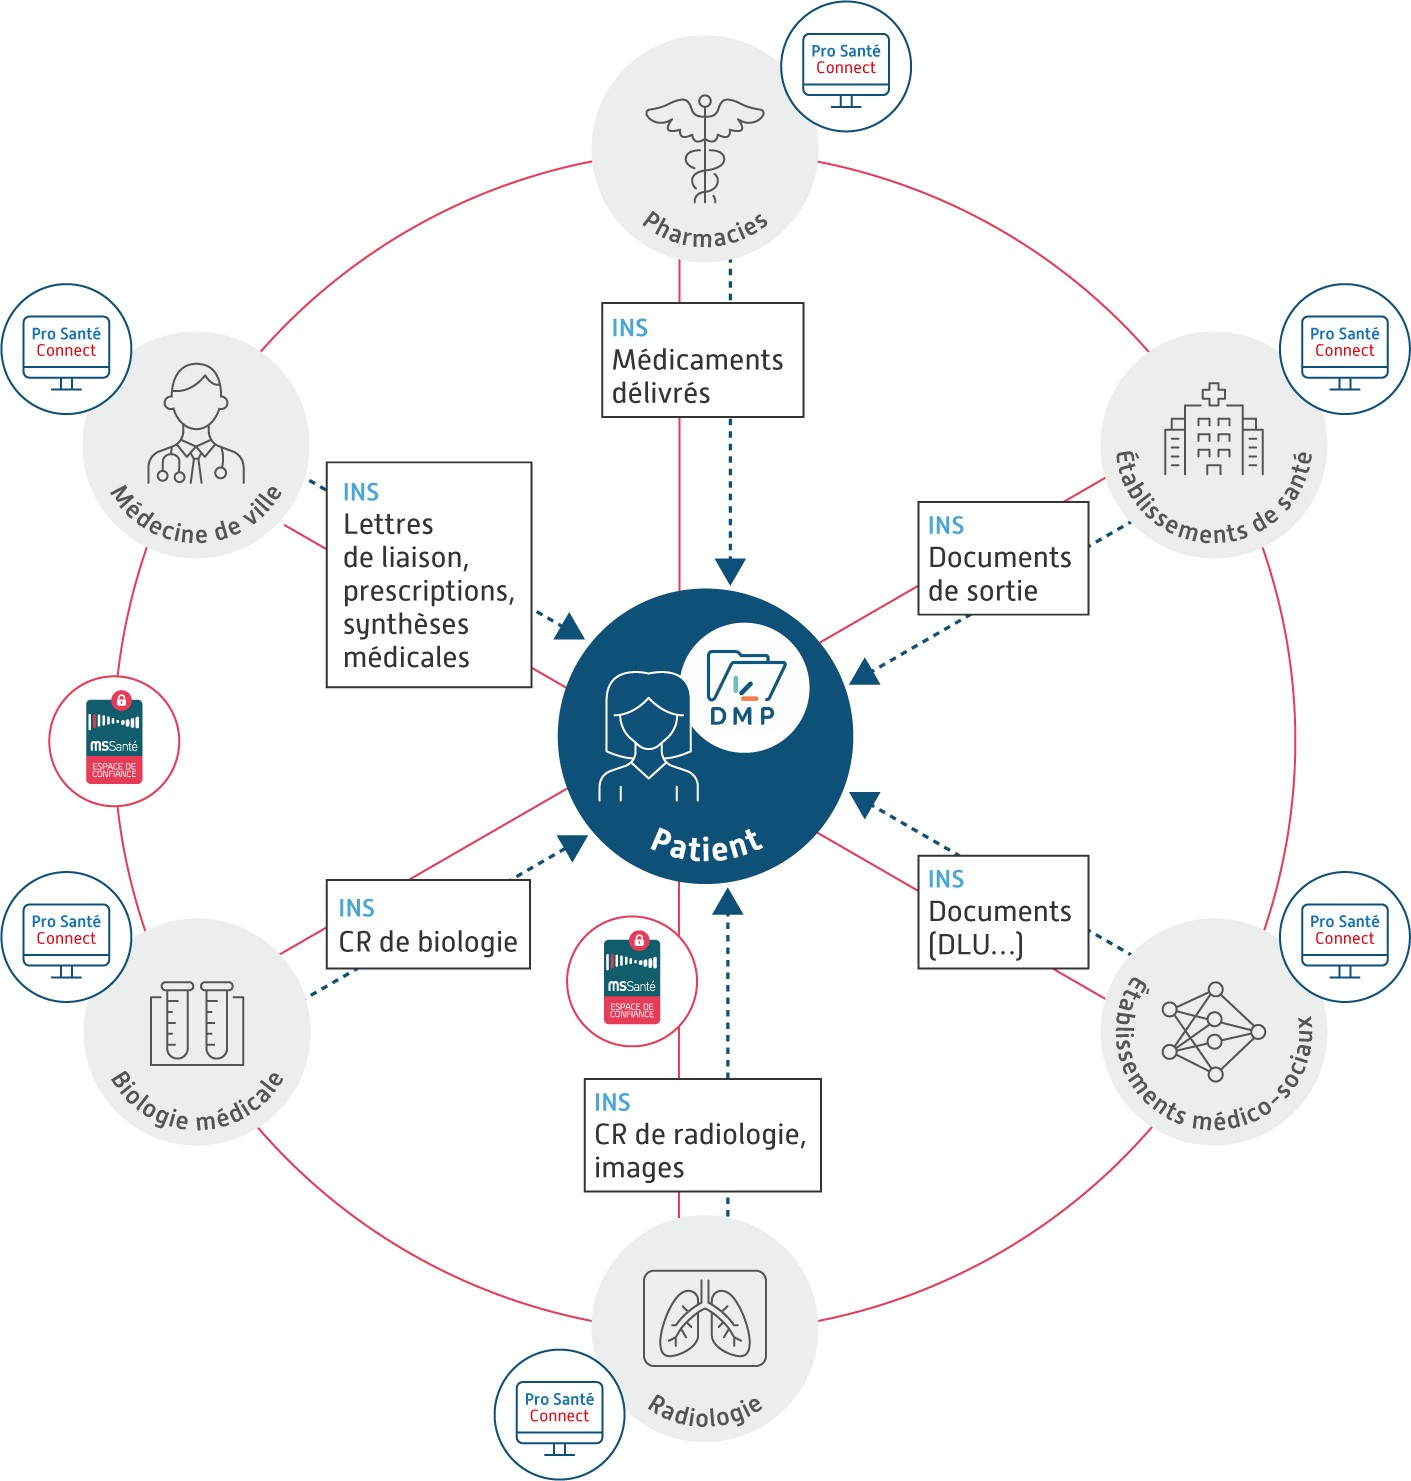 Pro Santé
Connect
Pharmacies
Pro Santé
Connect
Médecine de ville
INS
Médicaments
délivrés
Pro Santé
Connect
Établissements de santé
INS
Lettres
de liaison,
prescriptions,
synthèses
médicales
INS
Documents
de sortie
DMP
Patient
MSSanté
ESPACE DE
CONFIANCE
Pro Santé
Connect
Biologie médicale
INS
CR de biologie
MSSanté
ESPACE DE
CONFIANCE
INS
Documents
(DLU...)
Pro Santé
Connect
Établissements médico-sociaux
INS
CR de radiologie,
images
Radiologie
Pro Santé
Connect